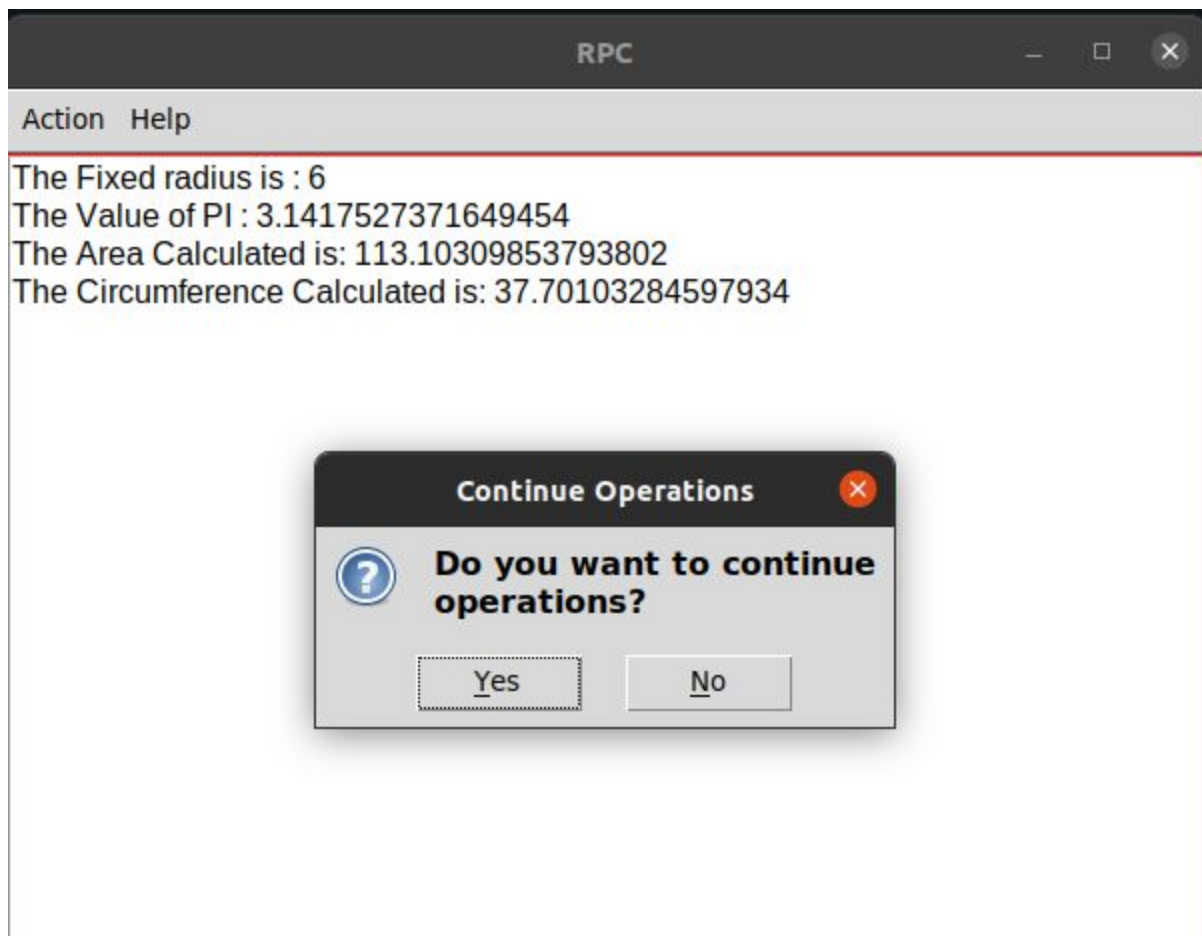 RPC
Action Help
The Fixed radius is : 6
The Value of PI : 3.1417527371649454
The Area Calculated is: 113.10309853793802
The Circumference Calculated is: 37.70103284597934
Continue Operations
Do you want to continue
operations?
Yes No